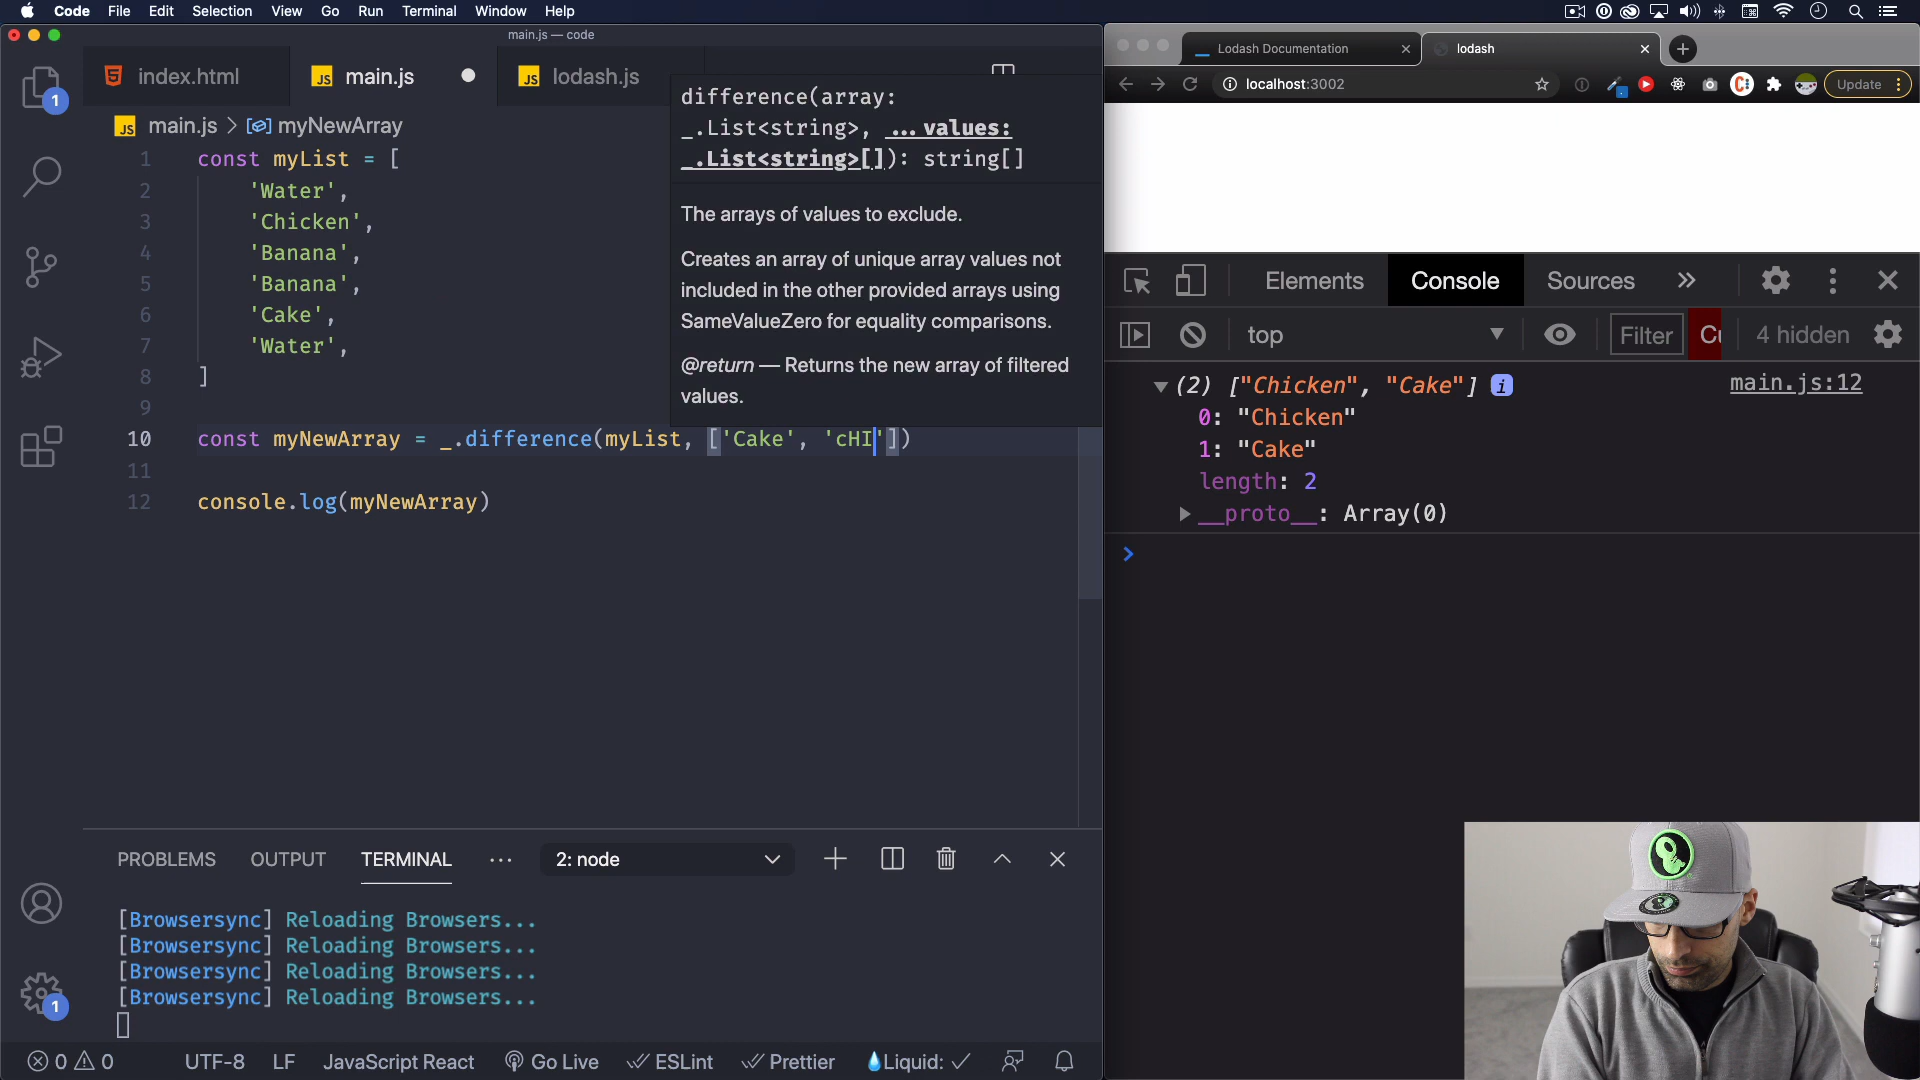 Code File Edit Selection View Go Run Terminal Window Help
main.js — code
index.html
main.js
lodash.js
main.js > myNewArray
1 const myList = [
2 'Water',
3 'Chicken',
4 'Banana',
5 'Banana',
6 'Cake',
7 'Water',
8 ]
9
10 const myNewArray = _.difference(myList, ['Cake', 'cHI'])
11
12 console.log(myNewArray)
difference(array:
_.List<string>, ...values:
_.List<string>[]): string[]
The arrays of values to exclude.
Creates an array of unique array values not
included in the other provided arrays using
SameValueZero for equality comparisons.
@return — Returns the new array of filtered
values.
PROBLEMS OUTPUT TERMINAL ... 2: node
[Browsersync] Reloading Browsers...
[Browsersync] Reloading Browsers...
[Browsersync] Reloading Browsers...
[Browsersync] Reloading Browsers...
0 0 UTF-8 LF JavaScript React Go Live ESLint Prettier Liquid:
1
1
Lodash Documentation
lodash
localhost:3002
Update
Elements Console Sources
top Filter Cu 4 hidden
(2) ["Chicken", "Cake"] i main.js:12
0: "Chicken"
1: "Cake"
length: 2
__proto__: Array(0)